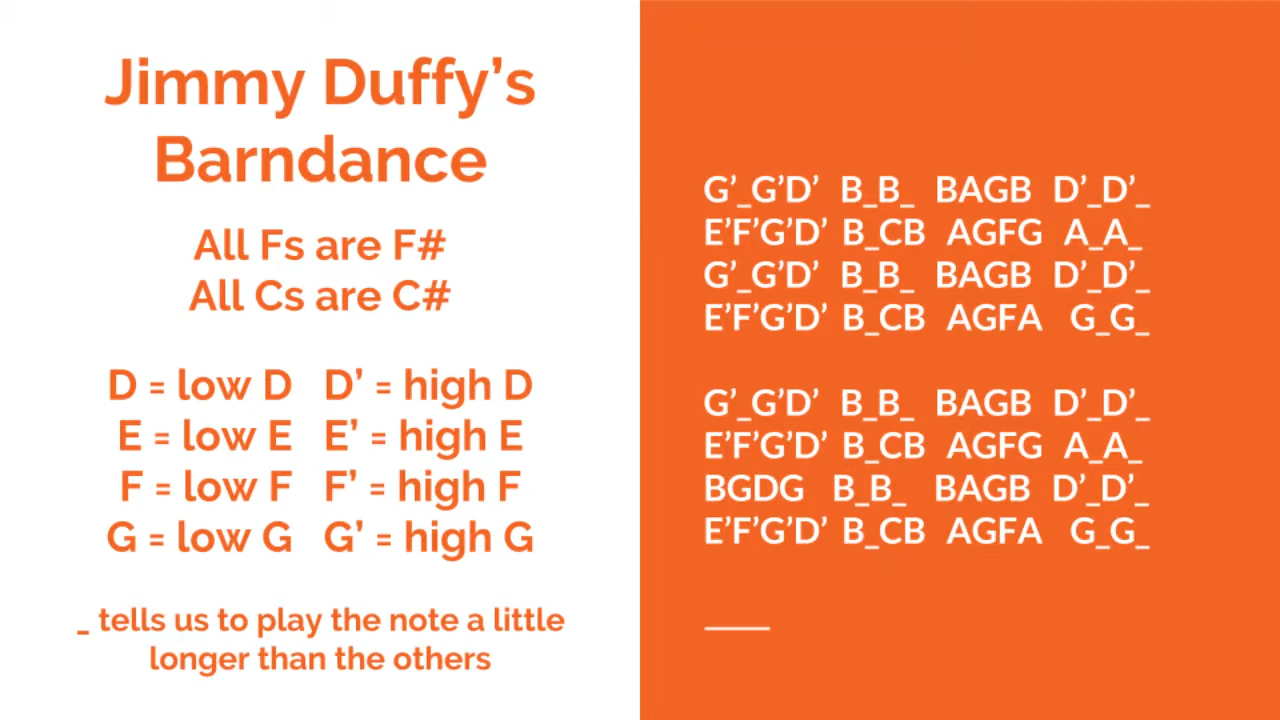 Jimmy Duffy’s
Barndance
All Fs are F#
All Cs are C#
D = low D D’ = high D
E = low E E’ = high E
F = low F F’ = high F
G = low G G’ = high G
_ tells us to play the note a little
longer than the others
G’_G’D’ B_B_ BAGB D’_D’_
E’F’G’D’ B_CB AGFG A_A_
G’_G’D’ B_B_ BAGB D’_D’_
E’F’G’D’ B_CB AGFA G_G_
G’_G’D’ B_B_ BAGB D’_D’_
E’F’G’D’ B_CB AGFG A_A_
BGDG B_B_ BAGB D’_D’_
E’F’G’D’ B_CB AGFA G_G_